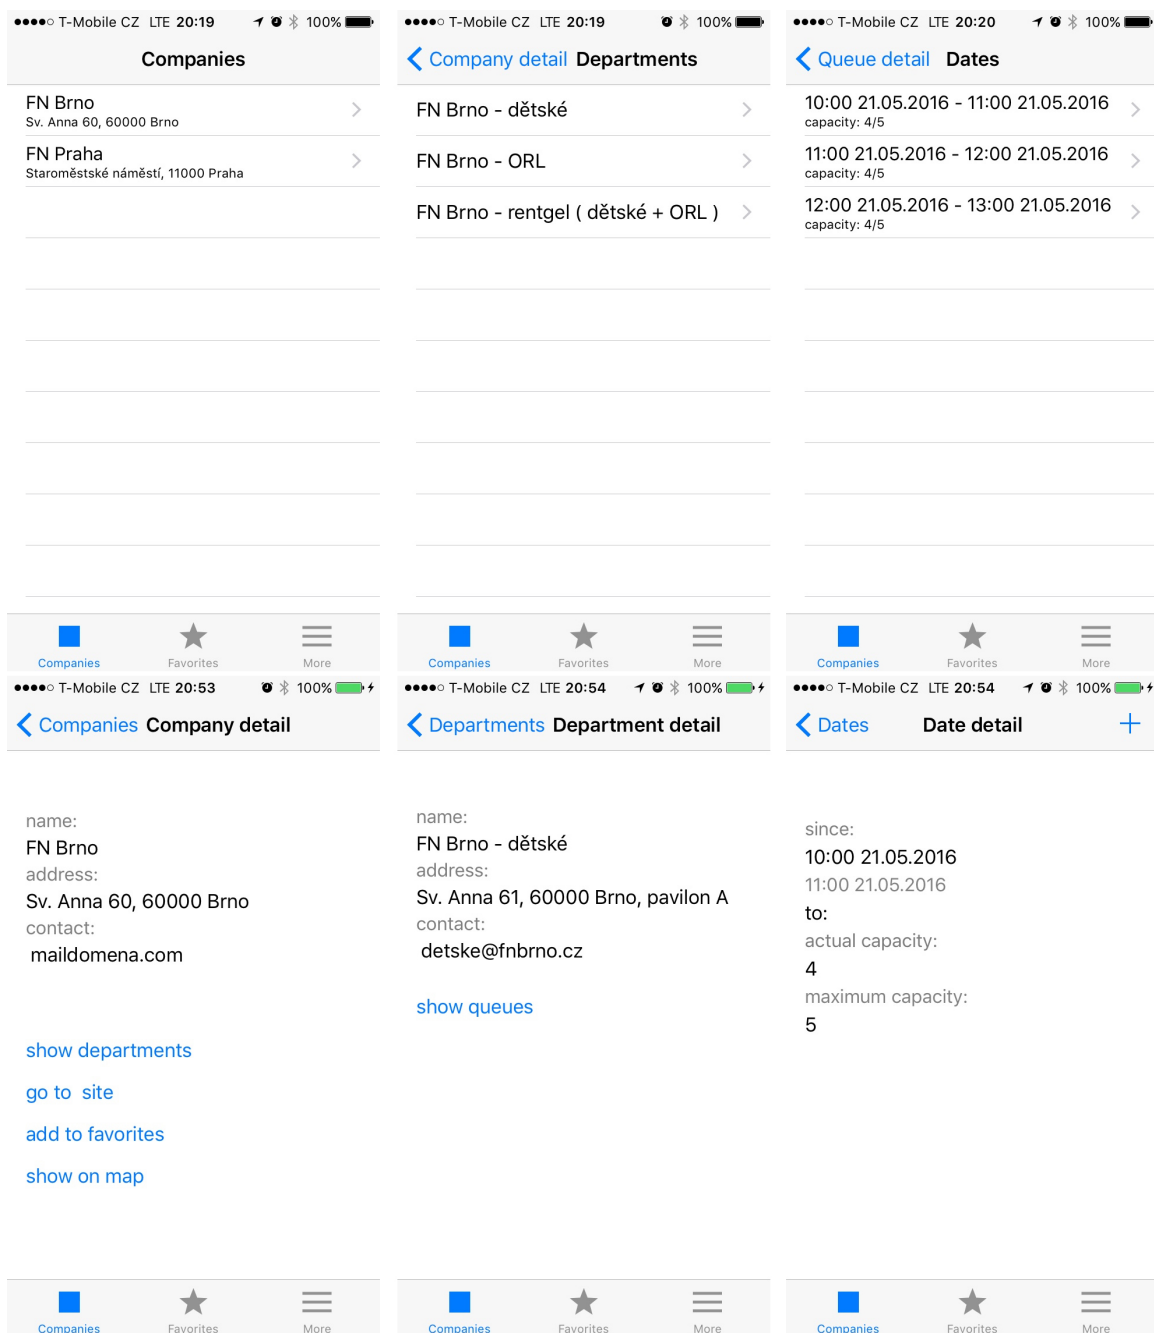 T-Mobile CZ LTE 20:19 100%
Companies
FN Brno
Sv. Anna 60, 60000 Brno
FN Praha
Staroměstské náměstí, 11000 Praha
Companies Favorites More
T-Mobile CZ LTE 20:19 100%
Company detail Departments
FN Brno - dětské
FN Brno - ORL
FN Brno - rentgel ( dětské + ORL )
Companies Favorites More
T-Mobile CZ LTE 20:20 100%
Queue detail Dates
10:00 21.05.2016 - 11:00 21.05.2016
capacity: 4/5
11:00 21.05.2016 - 12:00 21.05.2016
capacity: 4/5
12:00 21.05.2016 - 13:00 21.05.2016
capacity: 4/5
Companies Favorites More
T-Mobile CZ LTE 20:53 100%
Companies Company detail
name:
FN Brno
address:
Sv. Anna 60, 60000 Brno
contact:
maildomena.com
show departments
go to site
add to favorites
show on map
Companies Favorites More
T-Mobile CZ LTE 20:54 100%
Departments Department detail
name:
FN Brno - dětské
address:
Sv. Anna 61, 60000 Brno, pavilon A
contact:
detske@fnbrno.cz
show queues
Companies Favorites More
T-Mobile CZ LTE 20:54 100%
Dates Date detail +
since:
10:00 21.05.2016
11:00 21.05.2016
to:
actual capacity:
4
maximum capacity:
5
Companies Favorites More